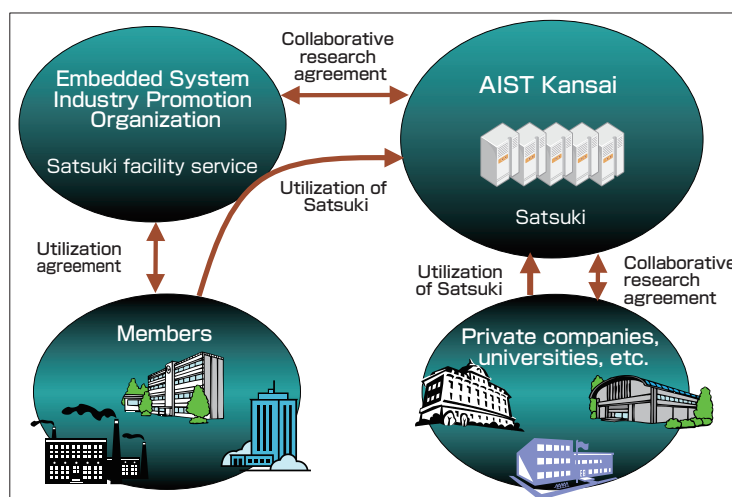 Collaborative
research
agreement
Embedded System
Industry Promotion
Organization
Satsuki facility service
AIST Kansai
Satsuki
Utilization of
Satsuki
Utilization
agreement
Utilization
of Satsuki
Collaborative
research
agreement
Members
Private companies,
universities, etc.